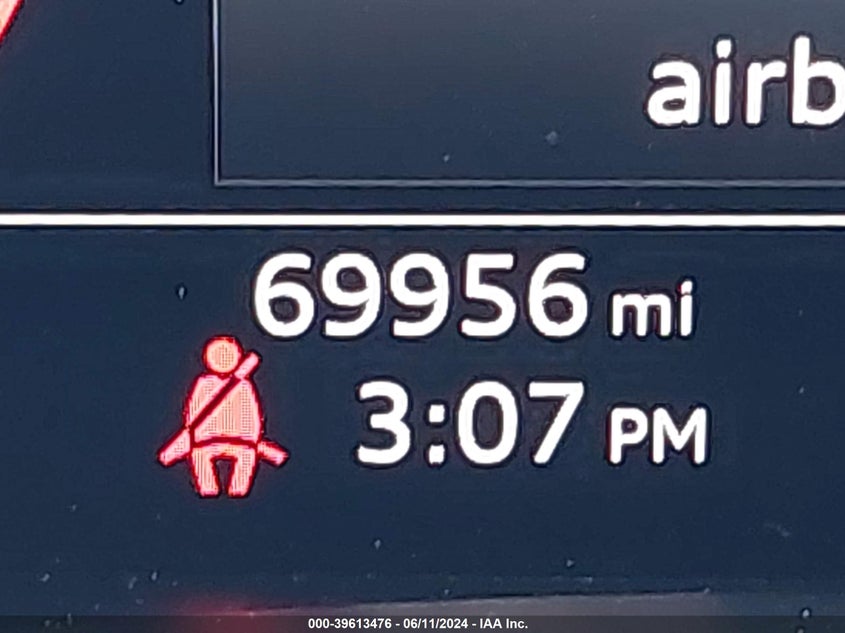 airb
69956 mi
3:07 PM
000-39613476 - 06/11/2024 - IAA Inc.